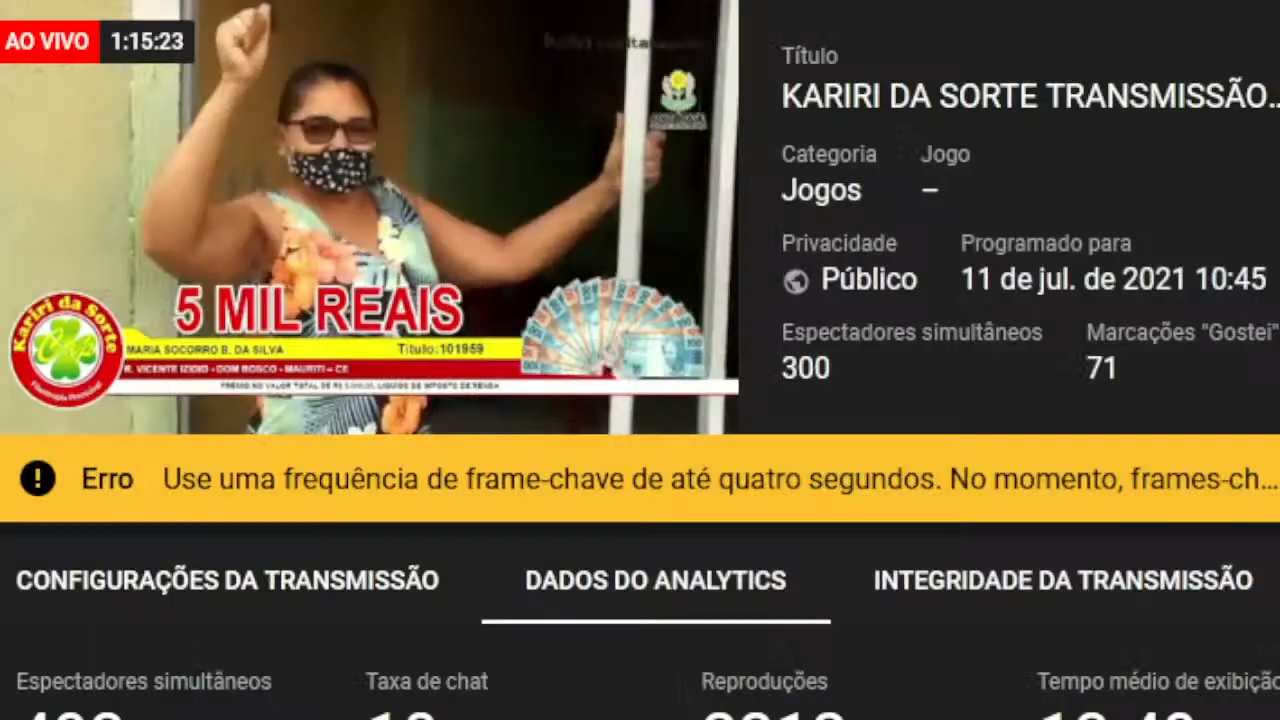 AO VIVO 1:15:23
Título
KARIRI DA SORTE TRANSMISSÃO...
Categoria Jogo
Jogos –
Privacidade Programado para
Público 11 de jul. de 2021 10:45
Espectadores simultâneos Marcações "Gostei"
300 71
Kariri da Sorte
5 MIL REAIS
MARIA SOCORRO B. DA SILVA Título:101959
R. VICENTE IZIDIO - DOM BOSCO - MAURITI – CE
Erro Use uma frequência de frame-chave de até quatro segundos. No momento, frames-ch...
CONFIGURAÇÕES DA TRANSMISSÃO DADOS DO ANALYTICS INTEGRIDADE DA TRANSMISSÃO
Espectadores simultâneos Taxa de chat Reproduções Tempo médio de exibição